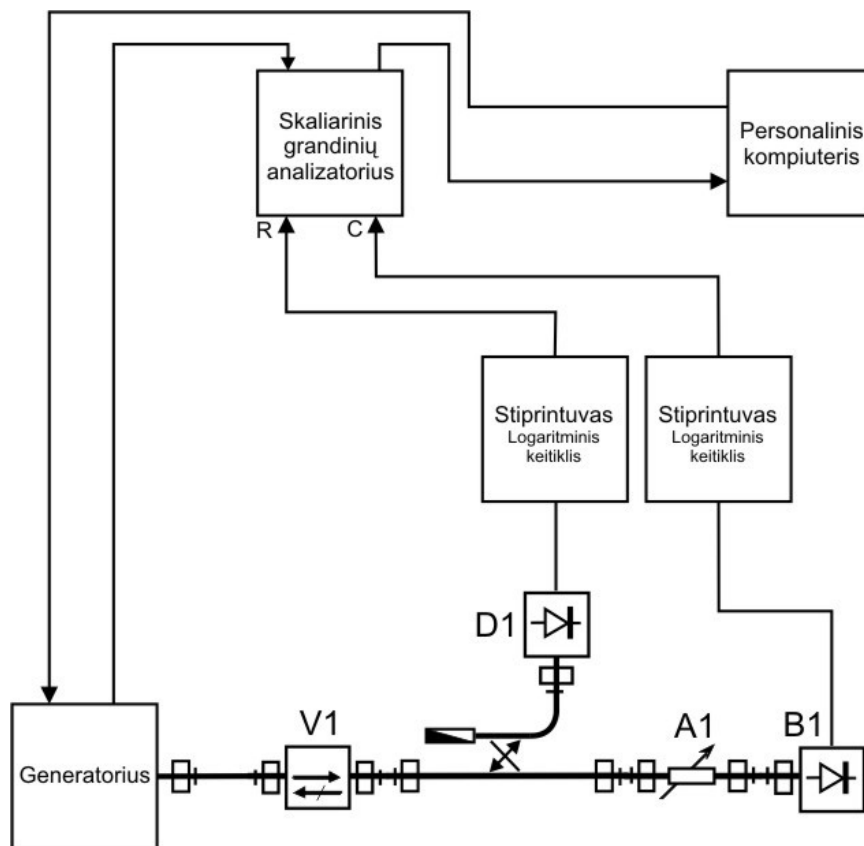 Skaliarinis
grandinių
analizatorius
Personalinis
kompiuteris
R
C
Stiprintuvas
Logaritminis
keitiklis
Stiprintuvas
Logaritminis
keitiklis
D1
V1
A1
B1
Generatorius